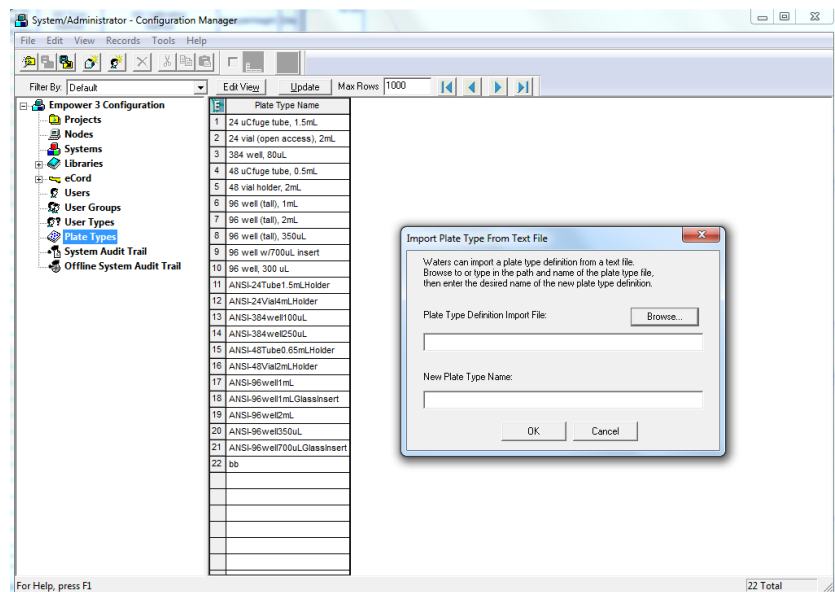 System/Administrator - Configuration Manager
File Edit View Records Tools Help
Filter By: Default Edit View Update Max Rows 1000
Empower 3 Configuration
Projects
Nodes
Systems
Libraries
eCord
Users
User Groups
User Types
Plate Types
System Audit Trail
Offline System Audit Trail
Plate Type Name
1 24 uCfuge tube, 1.5mL
2 24 vial (open access), 2mL
3 384 well, 80uL
4 48 uCfuge tube, 0.5mL
5 48 vial holder, 2mL
6 96 well (tall), 1mL
7 96 well (tall), 2mL
8 96 well (tall), 350uL
9 96 well w/700uL insert
10 96 well, 300 uL
11 ANSI-24Tube1.5mLHolder
12 ANSI-24Vial4mLHolder
13 ANSI-384well100uL
14 ANSI-384well250uL
15 ANSI-48Tube0.65mLHolder
16 ANSI-48Vial2mLHolder
17 ANSI-96well1mL
18 ANSI-96well1mLGlassInsert
19 ANSI-96well2mL
20 ANSI-96well350uL
21 ANSI-96well700uLGlassInsert
22 bb
Import Plate Type From Text File
Waters can import a plate type definition from a text file.
Browse to or type in the path and name of the plate type file,
then enter the desired name of the new plate type definition.
Plate Type Definition Import File: Browse...
New Plate Type Name:
OK Cancel
For Help, press F1 22 Total